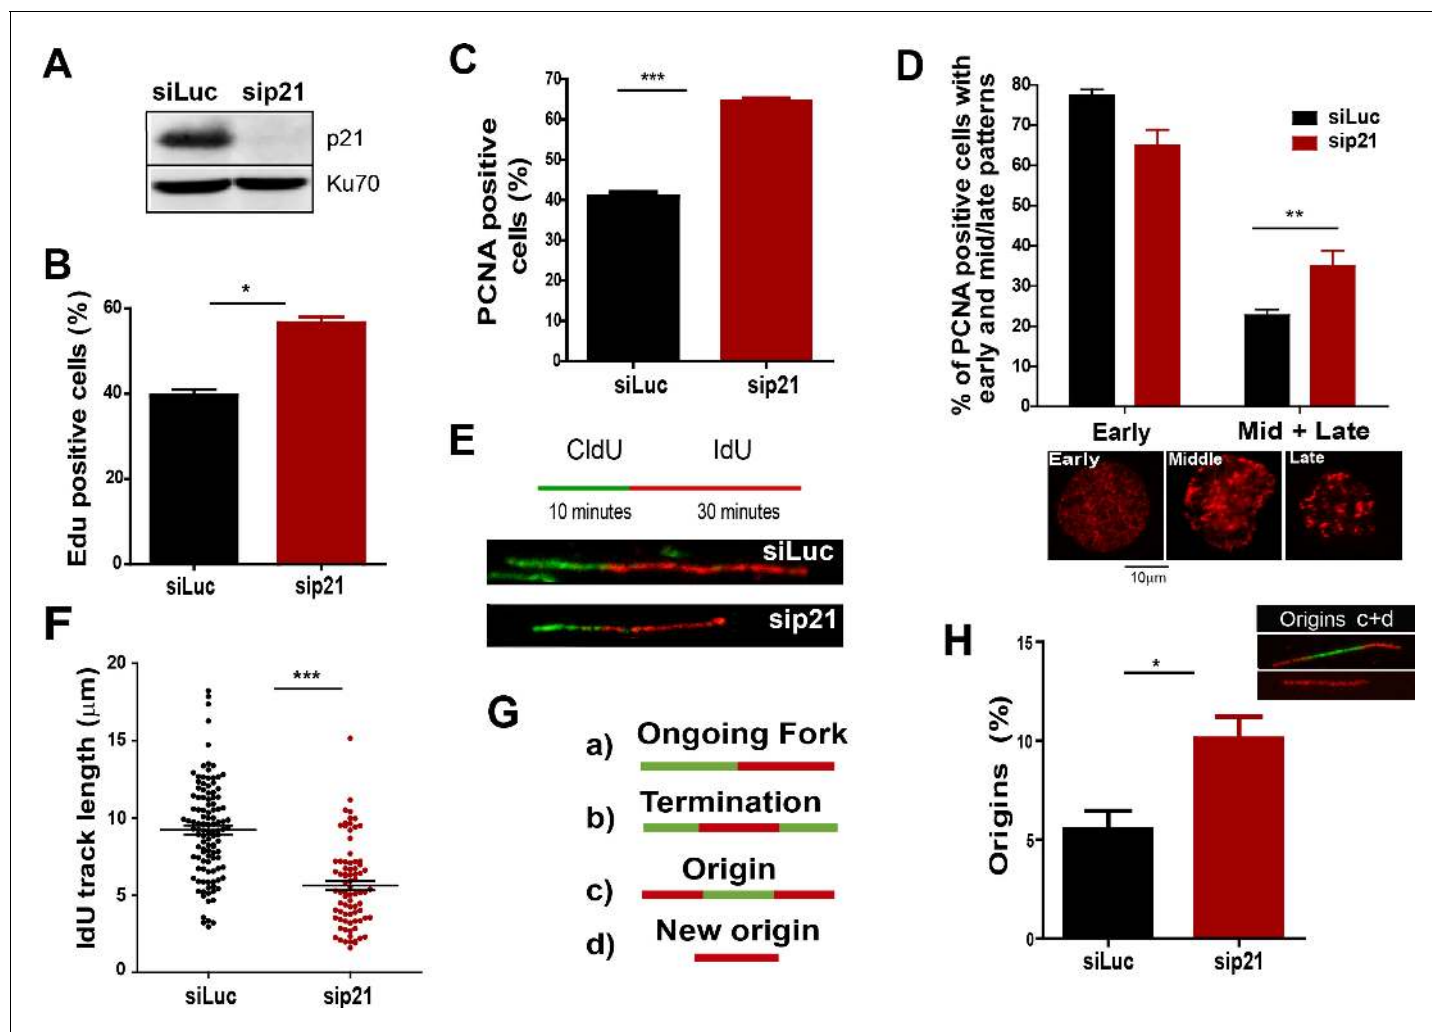 A
siLuc sip21
p21
Ku70
B
Edu positive cells (%)
60
40
20
0
*
siLuc
sip21
C
PCNA positive
cells (%)
70
60
50
40
30
20
10
0
***
siLuc
sip21
D
% of PCNA positive cells with
early and mid/late patterns
80
70
60
50
40
30
20
10
0
siLuc
sip21
**
Early
Mid + Late
Early
Middle
Late
10μm
E
CldU
IdU
10 minutes
30 minutes
siLuc
sip21
F
IdU track length (μm)
20
15
10
5
0
***
siLuc
sip21
G
a) Ongoing Fork
b) Termination
c) Origin
d) New origin
H
Origins (%)
15
10
5
0
*
Origins c+d
siLuc
sip21